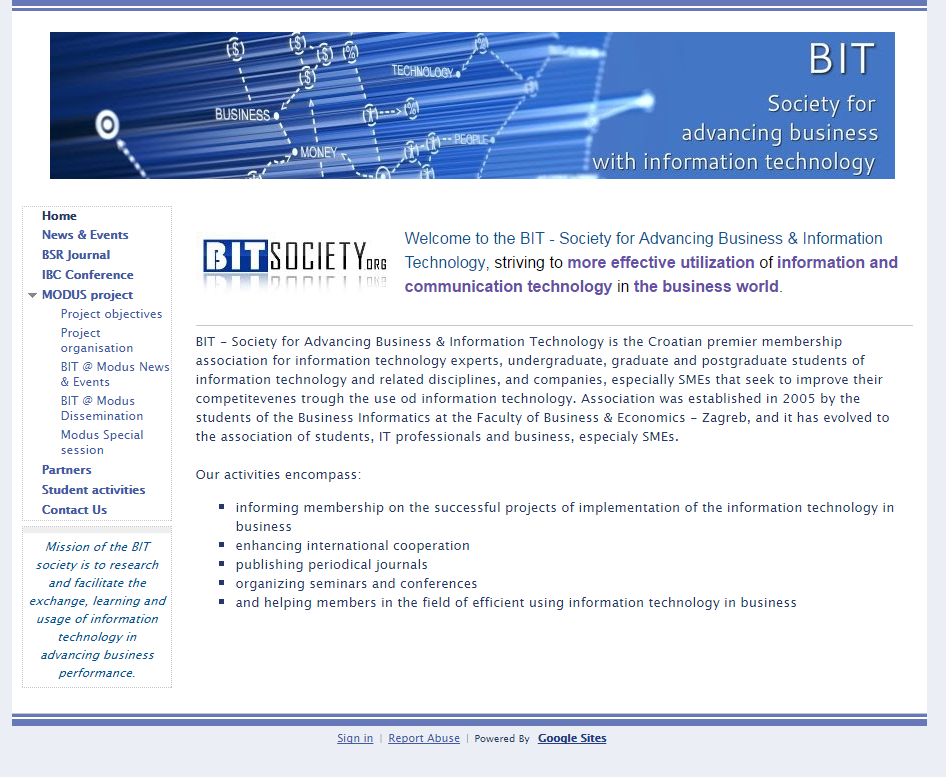 BIT
Society for
advancing business
with information technology
($)
($)
($)
(%)
(%)
($)
TECHNOLOGY
BUSINESS
(1)
(%)
PEOPLE
MONEY
(1)
(1)
Home
News & Events
BSR Journal
IBC Conference
MODUS project
Project objectives
Project
organisation
BIT @ Modus News
& Events
BIT @ Modus
Dissemination
Modus Special
session
Partners
Student activities
Contact Us
Mission of the BIT
society is to research
and facilitate the
exchange, learning and
usage of information
technology in
advancing business
performance.
BITSOCIETY.ORG
Welcome to the BIT - Society for Advancing Business & Information
Technology, striving to more effective utilization of information and
communication technology in the business world.
BIT – Society for Advancing Business & Information Technology is the Croatian premier membership
association for information technology experts, undergraduate, graduate and postgraduate students of
information technology and related disciplines, and companies, especially SMEs that seek to improve their
competitevenes trough the use od information technology. Association was established in 2005 by the
students of the Business Informatics at the Faculty of Business & Economics – Zagreb, and it has evolved to
the association of students, IT professionals and business, especialy SMEs.
Our activities encompass:
informing membership on the successful projects of implementation of the information technology in
business
enhancing international cooperation
publishing periodical journals
organizing seminars and conferences
and helping members in the field of efficient using information technology in business
Sign in | Report Abuse | Powered By Google Sites